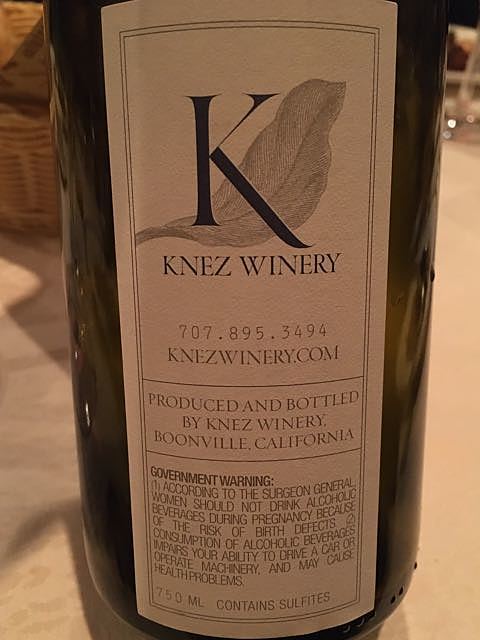 K
KNEZ WINERY
707.895.3494
KNEZWINERY.COM
PRODUCED AND BOTTLED
BY KNEZ WINERY,
BOONVILLE, CALIFORNIA
GOVERNMENT WARNING:
(1) ACCORDING TO THE SURGEON GENERAL,
WOMEN SHOULD NOT DRINK ALCOHOLIC
BEVERAGES DURING PREGNANCY BECAUSE
OF THE RISK OF BIRTH DEFECTS. (2)
CONSUMPTION OF ALCOHOLIC BEVERAGES
IMPAIRS YOUR ABILITY TO DRIVE A CAR OR
OPERATE MACHINERY, AND MAY CAUSE
HEALTH PROBLEMS.
750 ML CONTAINS SULFITES